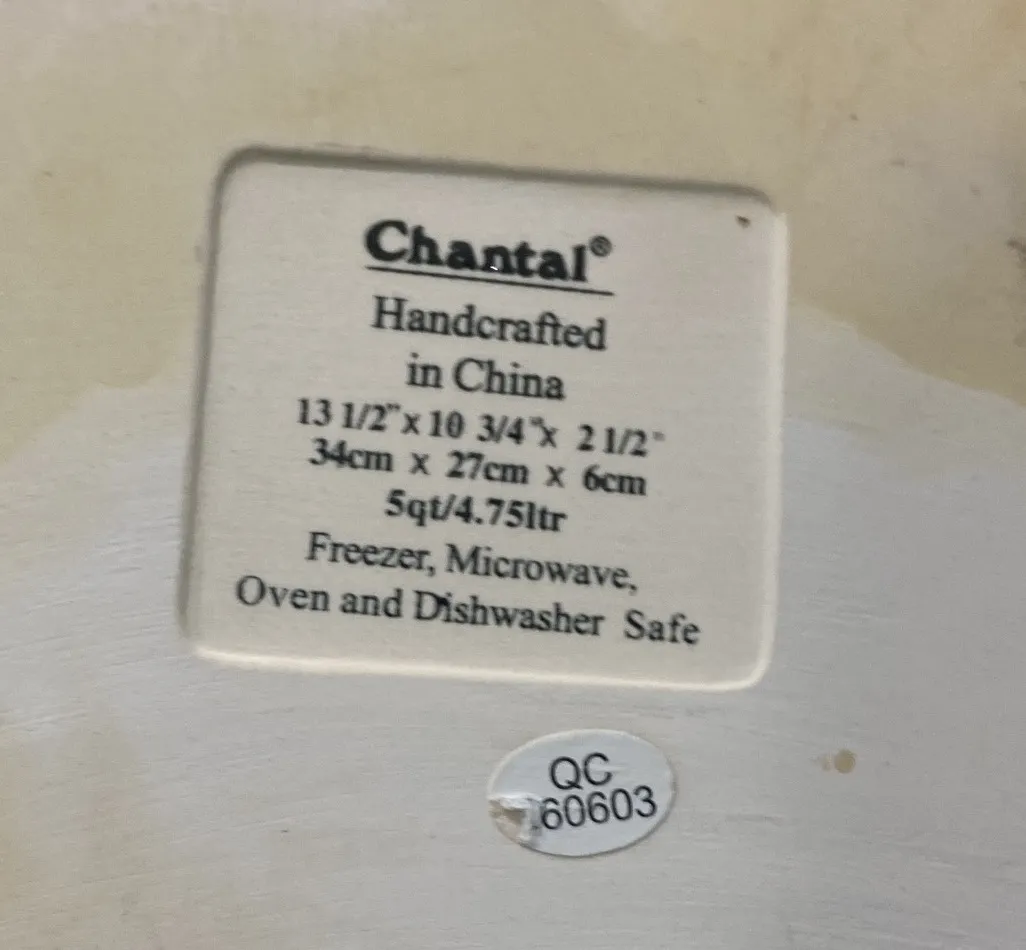 Chantal®
Handcrafted
in China
13 1/2" x 10 3/4" x 2 1/2"
34cm x 27cm x 6cm
5qt/4.75ltr
Freezer, Microwave,
Oven and Dishwasher Safe
QC
60603